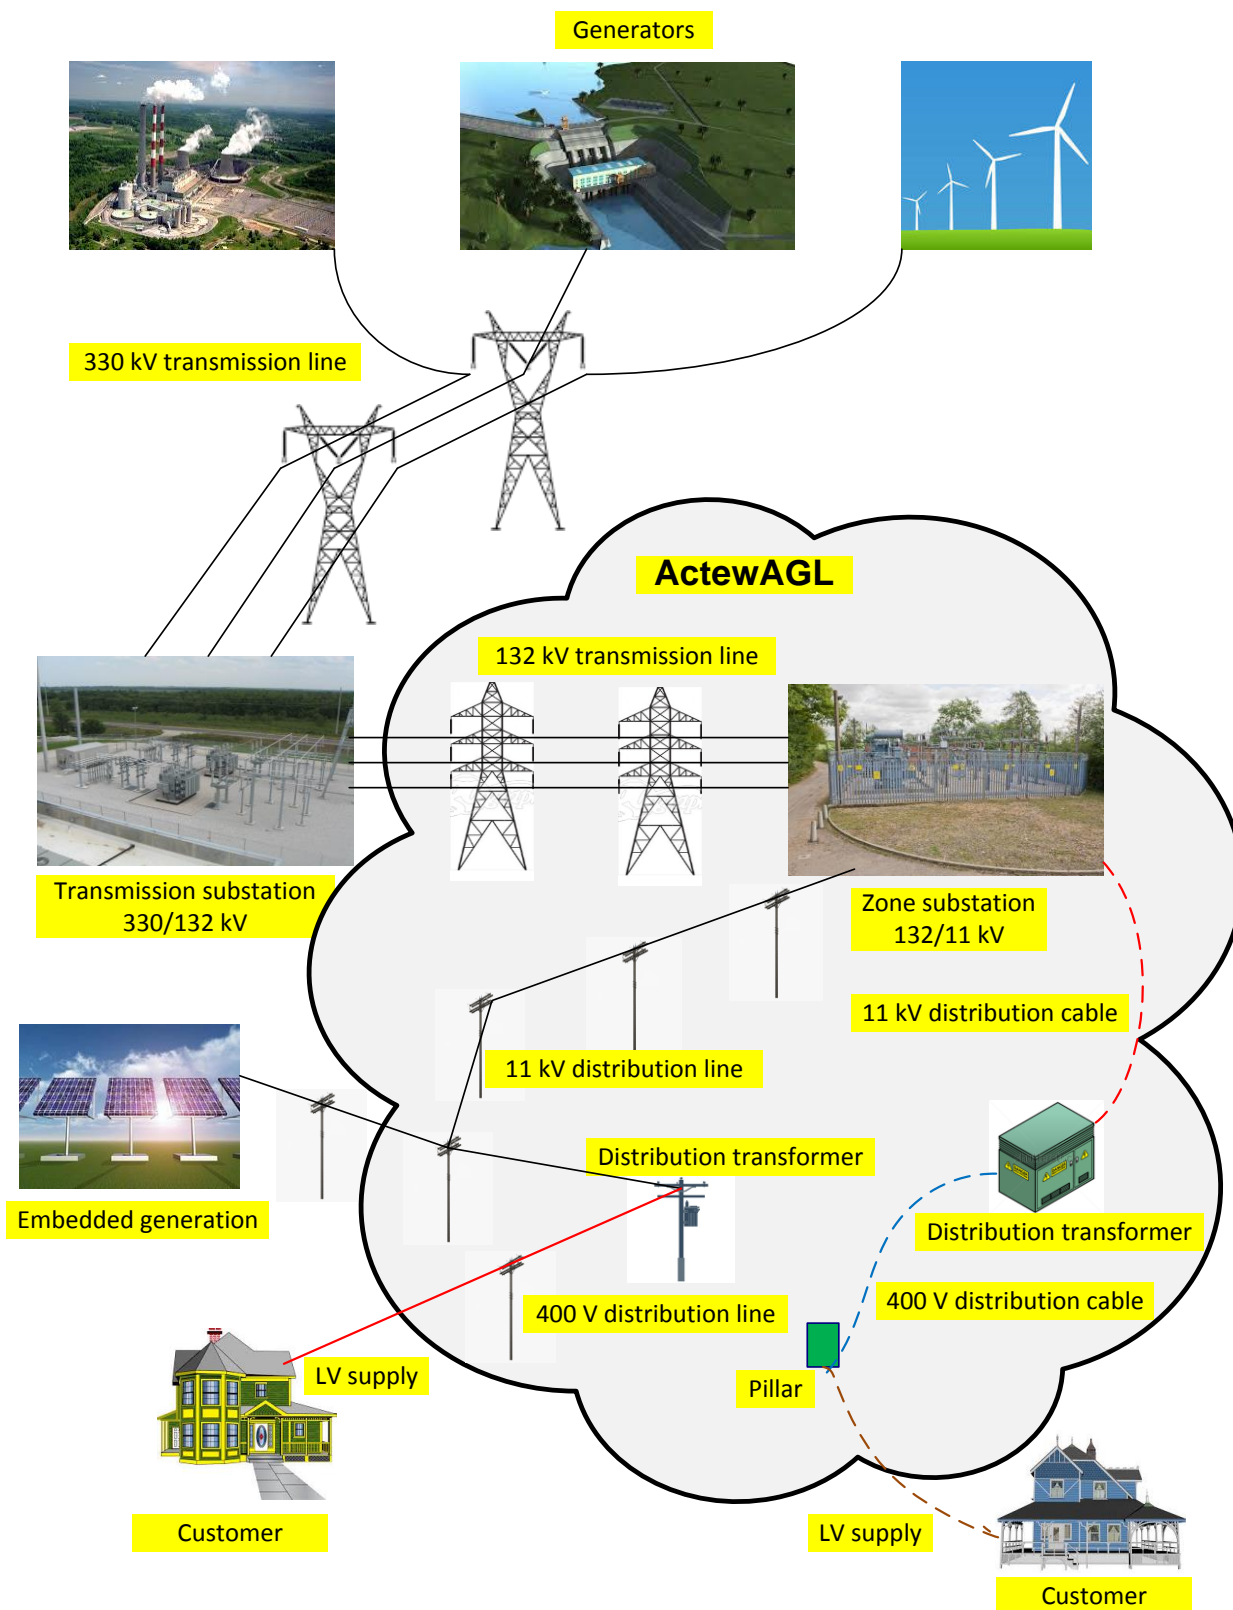 Generators
330 kV transmission line
ActewAGL
132 kV transmission line
Transmission substation
330/132 kV
Zone substation
132/11 kV
11 kV distribution cable
11 kV distribution line
Distribution transformer
Embedded generation
Distribution transformer
400 V distribution cable
400 V distribution line
LV supply
Pillar
Customer
LV supply
Customer